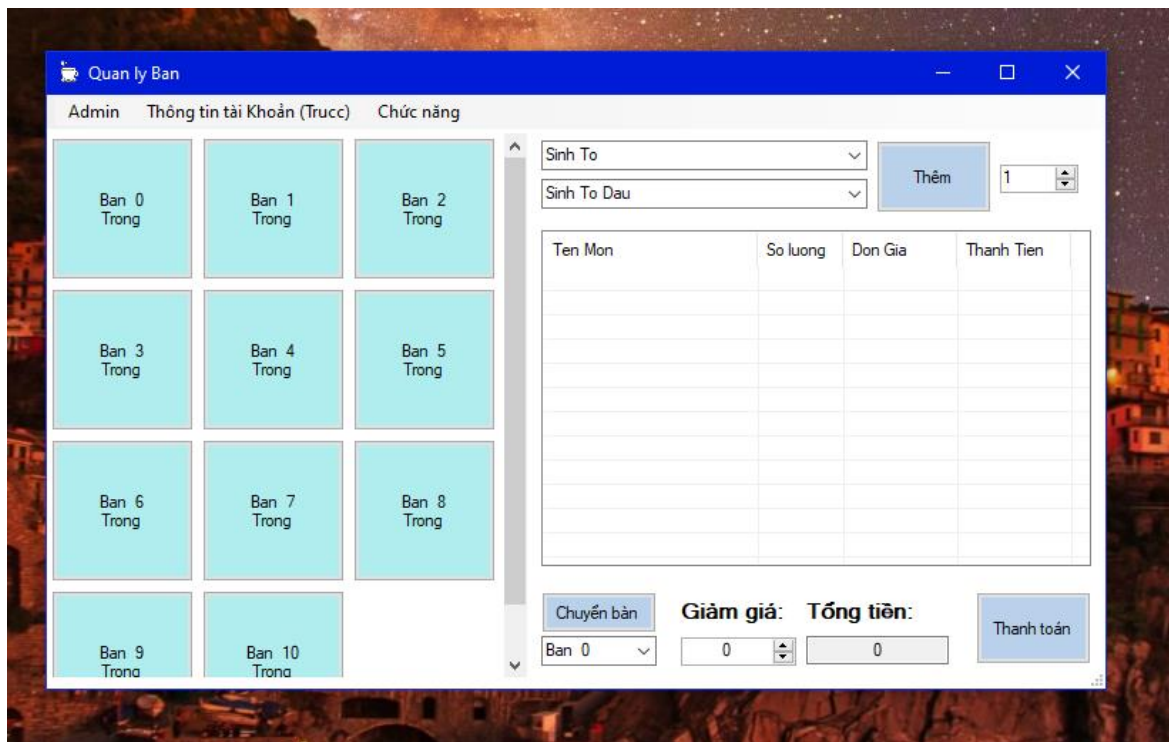 Quan ly Ban
Admin Thông tin tài Khoản (Trucc) Chức năng
Ban 0
Trong
Ban 1
Trong
Ban 2
Trong
Ban 3
Trong
Ban 4
Trong
Ban 5
Trong
Ban 6
Trong
Ban 7
Trong
Ban 8
Trong
Ban 9
Trong
Ban 10
Trong
Sinh To
Sinh To Dau
Thêm
1
Ten Mon So luong Don Gia Thanh Tien
Chuyển bàn
Ban 0
Giảm giá:
0
Tổng tiền:
0
Thanh toán